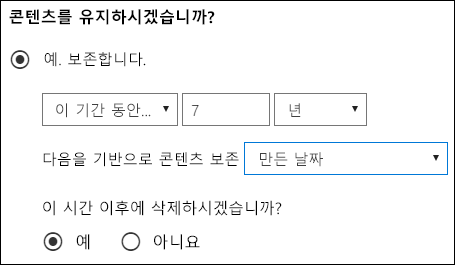 콘텐츠를 유지하시겠습니까?
예. 보존합니다.
이 기간 동안... 7 년
다음을 기반으로 콘텐츠 보존 만든 날짜
이 시간 이후에 삭제하시겠습니까?
예 아니요